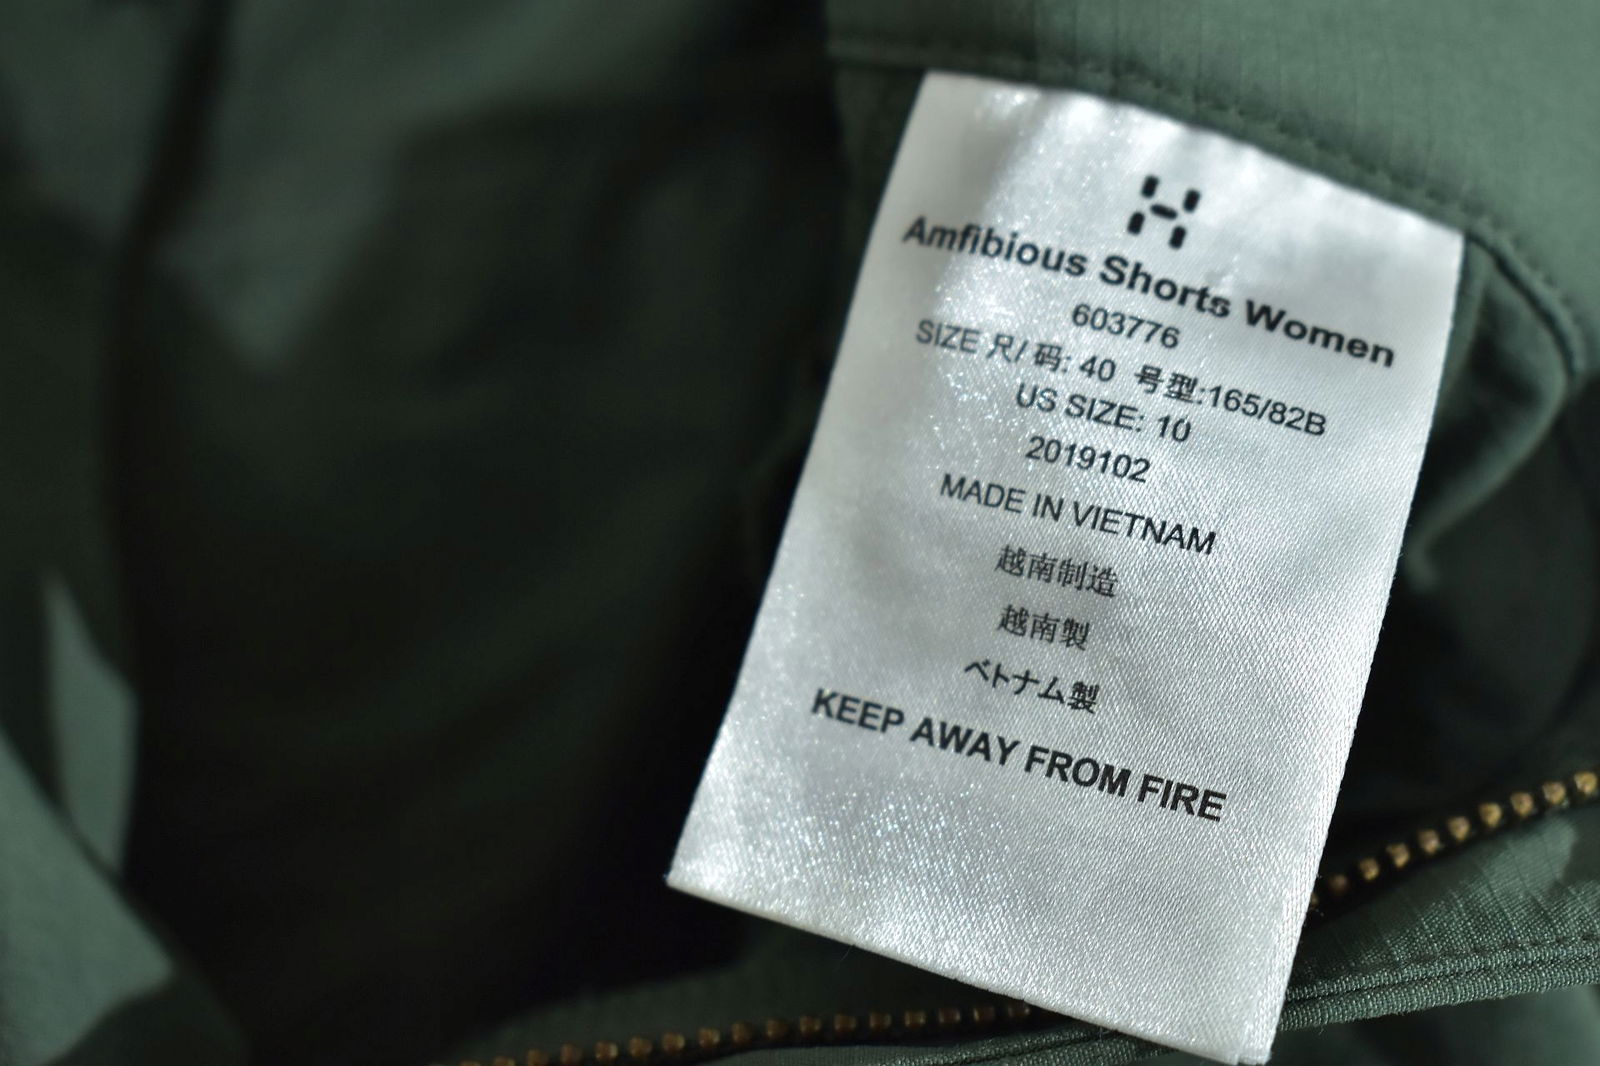 Amfibious Shorts Women
603776
SIZE 尺/ 码: 40 号型:165/82B
US SIZE: 10
2019102
MADE IN VIETNAM
越南制造
越南製
ベトナム製
KEEP AWAY FROM FIRE